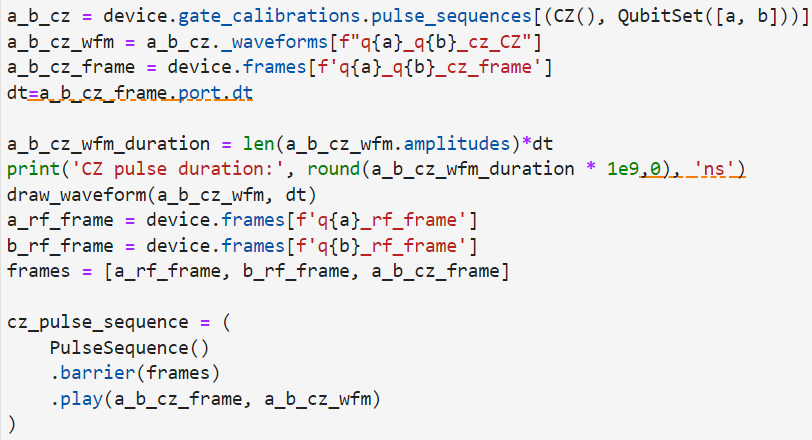 a_b_cz = device.gate_calibrations.pulse_sequences[(CZ(), QubitSet([a, b]))]
a_b_cz_wfm = a_b_cz._waveforms[f"q{a}_q{b}_cz_CZ"]
a_b_cz_frame = device.frames[f'q{a}_q{b}_cz_frame']
dt=a_b_cz_frame.port.dt

a_b_cz_wfm_duration = len(a_b_cz_wfm.amplitudes)*dt
print('CZ pulse duration:', round(a_b_cz_wfm_duration * 1e9,0), 'ns')
draw_waveform(a_b_cz_wfm, dt)
a_rf_frame = device.frames[f'q{a}_rf_frame']
b_rf_frame = device.frames[f'q{b}_rf_frame']
frames = [a_rf_frame, b_rf_frame, a_b_cz_frame]

cz_pulse_sequence = (
    PulseSequence()
    .barrier(frames)
    .play(a_b_cz_frame, a_b_cz_wfm)
)